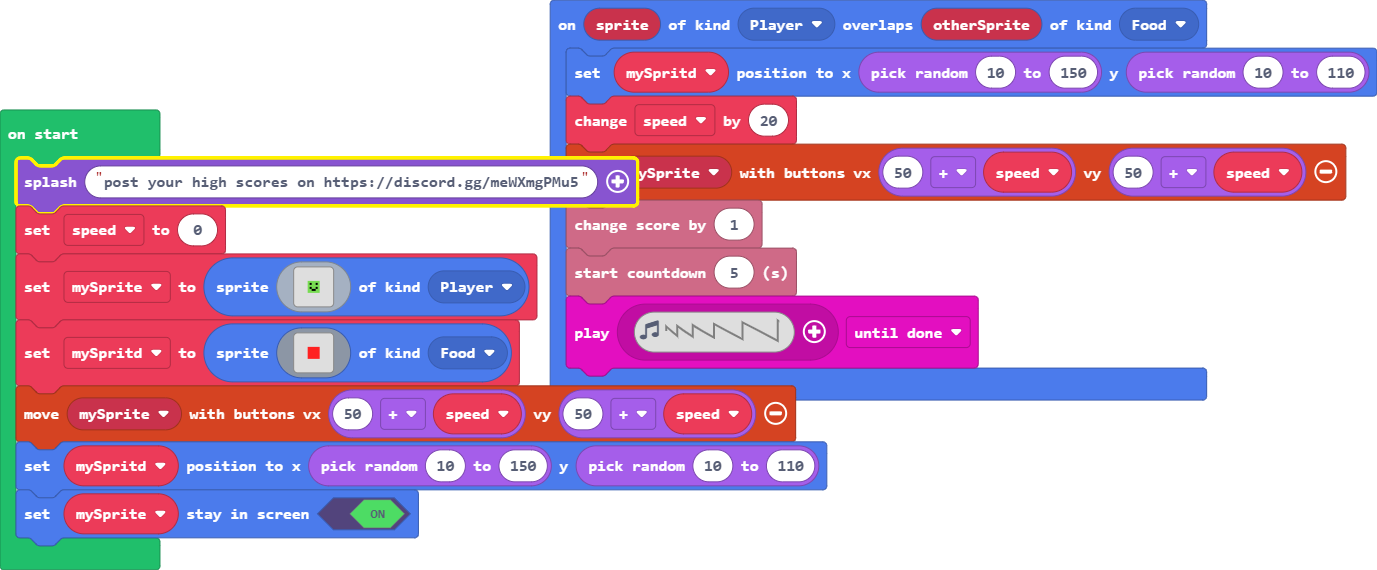 on start
splash "post your high scores on https://discord.gg/meWXmgPMu5"
set speed to 0
set mySprite to sprite of kind Player
set mySpritd to sprite of kind Food
move mySprite with buttons vx 50 + speed vy 50 + speed
set mySpritd position to x pick random 10 to 150 y pick random 10 to 110
set mySprite stay in screen ON
on sprite of kind Player overlaps otherSprite of kind Food
set mySpritd position to x pick random 10 to 150 y pick random 10 to 110
change speed by 20
ySprite with buttons vx 50 + speed vy 50 + speed
change score by 1
start countdown 5 (s)
play until done